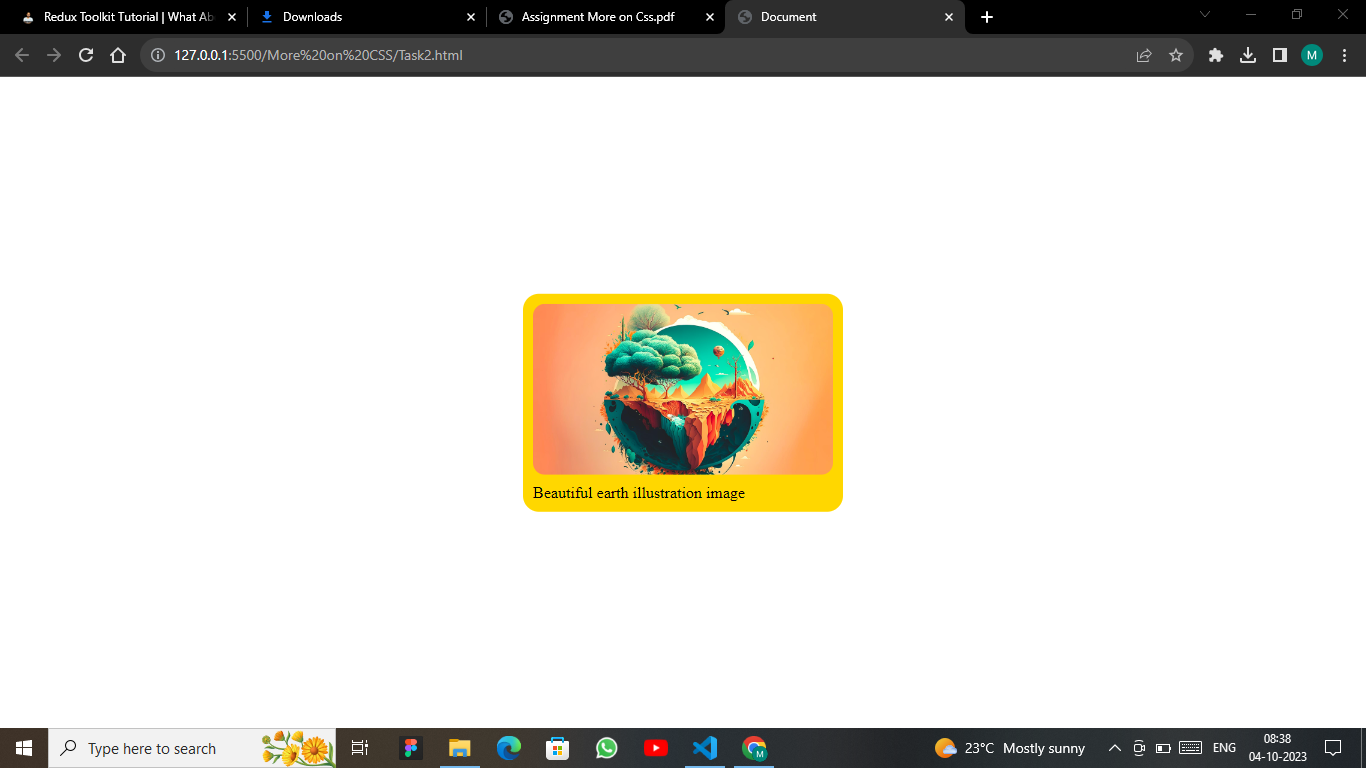 Redux Toolkit Tutorial | What Ab
Downloads
Assignment More on Css.pdf
Document
127.0.0.1:5500/More%20on%20CSS/Task2.html
M
Beautiful earth illustration image
Type here to search
M
23°C Mostly sunny
ENG
08:38
04-10-2023